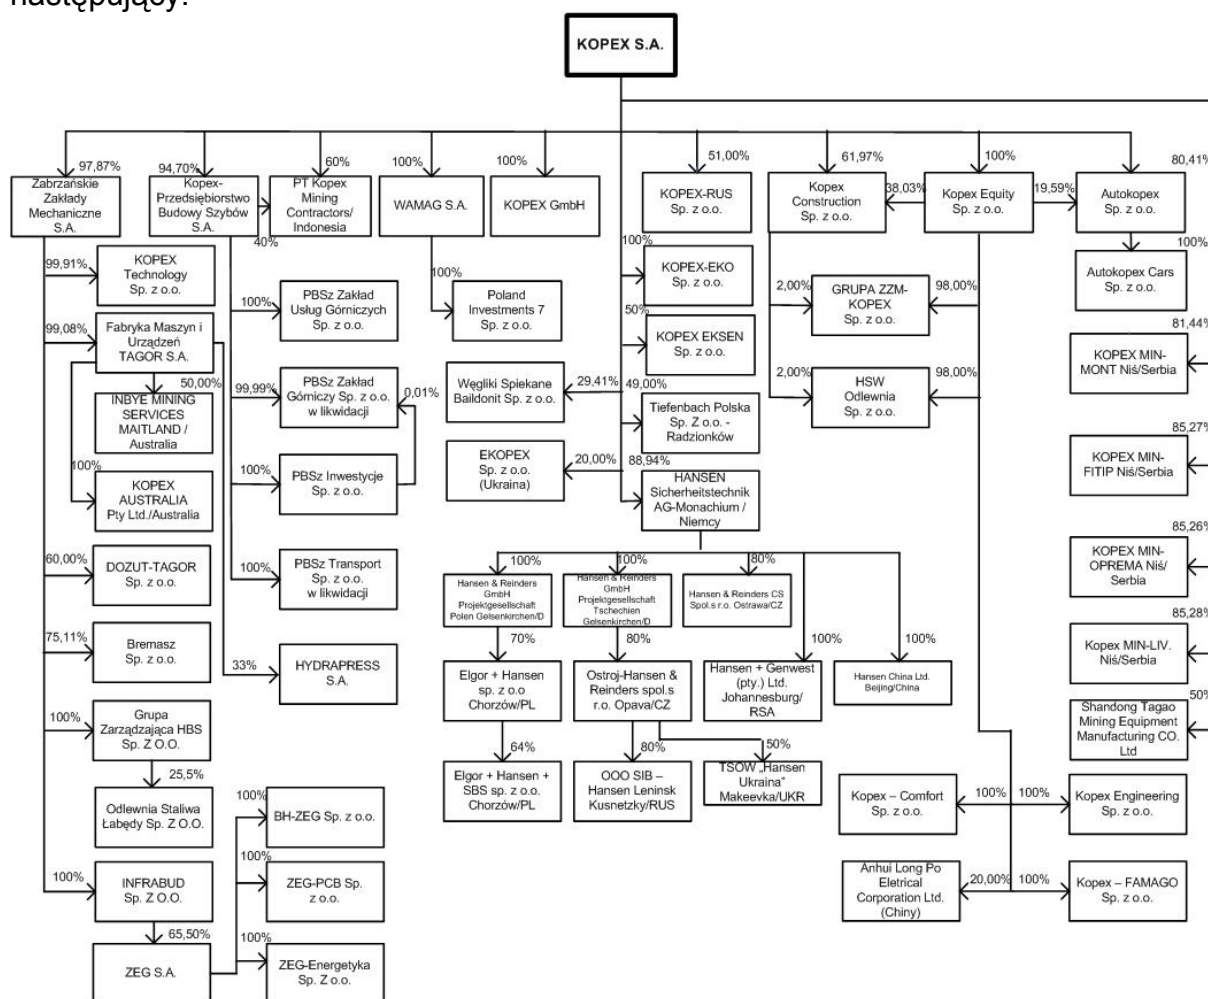 następujący:
KOPEX S.A.
97,87%
94,70%
60%
100%
100%
51,00%
61,97%
100%
80,41%
Zabrzańskie
Zakłady
Mechaniczne
S.A.
Kopex-
Przedsiębiorstwo
Budowy Szybów
S.A.
PT Kopex
Mining
Contractors/
Indonesia
WAMAG S.A.
KOPEX GmbH
KOPEX-RUS
Sp. z o.o.
Kopex
Construction
Sp. z o.o.
38,03%
Kopex Equity
Sp. z o.o.
19,59%
Autokopex
Sp. z o.o.
40%
100%
99,91%
KOPEX
Technology
Sp. z o.o.
100%
PBSz Zakład
Usług Górniczych
Sp. z o.o.
100%
Poland
Investments 7
Sp. z o.o.
100%
KOPEX-EKO
Sp. z o.o.
2,00%
GRUPA ZZM-
KOPEX
Sp. z o.o.
98,00%
Autokopex Cars
Sp. z o.o.
99,08%
Fabryka Maszyn i
Urządzeń
TAGOR S.A.
50%
KOPEX EKSEN
Sp. z o.o.
81,44%
KOPEX MIN-
MONT Niś/Serbia
50,00%
INBYE MINING
SERVICES
MAITLAND /
Australia
99,99%
PBSz Zakład
Górniczy Sp. z o.o.
w likwidacji
0,01%
Węgliki Spiekane
Baildonit Sp. z o.o.
29,41%
49,00%
Tiefenbach Polska
Sp. Z o.o. -
Radzionków
2,00%
HSW
Odlewnia
Sp. z o.o.
98,00%
85,27%
KOPEX MIN-
FITIP Niś/Serbia
100%
KOPEX
AUSTRALIA
Pty Ltd./Australia
100%
PBSz Inwestycje
Sp. z o.o.
EKOPEX
Sp. z o.o.
(Ukraina)
20,00%
88,94%
HANSEN
Sicherheitstechnik
AG-Monachium /
Niemcy
85,26%
KOPEX MIN-
OPREMA Niś/
Serbia
60,00%
DOZUT-TAGOR
Sp. z o.o.
100%
PBSz Transport
Sp. z o.o.
w likwidacji
100%
100%
80%
Hansen & Reinders
GmbH
Projektgesellschaft
Polen Gelsenkirchen/D
Hansen & Reinders
GmbH
Projektgesellschaft
Tschechien
Gelsenkirchen/D
Hansen & Reinders CS
Spol.s r.o. Ostrawa/CZ
85,28%
Kopex MIN-LIV.
Niś/Serbia
75,11%
Bremasz
Sp. z o.o.
33%
HYDRAPRESS
S.A.
70%
80%
100%
100%
Elgor + Hansen
sp. z o.o
Chorzów/PL
Ostroj-Hansen &
Reinders spol.s
r.o. Opava/CZ
Hansen + Genwest
(pty.) Ltd.
Johannesburg/
RSA
Hansen China Ltd.
Beijing/China
50%
Shandong Tagao
Mining Equipment
Manufacturing CO.
Ltd
100%
Grupa
Zarządzająca HBS
Sp. Z O.O.
64%
80%
50%
Elgor + Hansen +
SBS sp. z o.o.
Chorzów/PL
OOO SIB –
Hansen Leninsk
Kusnetzky/RUS
TSOW „Hansen
Ukraina”
Makeevka/UKR
25,5%
Odlewnia Staliwa
Łabędy Sp. Z O.O.
100%
BH-ZEG Sp. z o.o.
Kopex – Comfort
Sp. z o.o.
100%
100%
Kopex Engineering
Sp. z o.o.
100%
INFRABUD
Sp. Z O.O.
100%
ZEG-PCB Sp.
z o.o.
Anhui Long Po
Eletrical
Corporation Ltd.
(Chiny)
20,00%
100%
Kopex – FAMAGO
Sp. z o.o.
65,50%
ZEG S.A.
100%
ZEG-Energetyka
Sp. Z o.o.